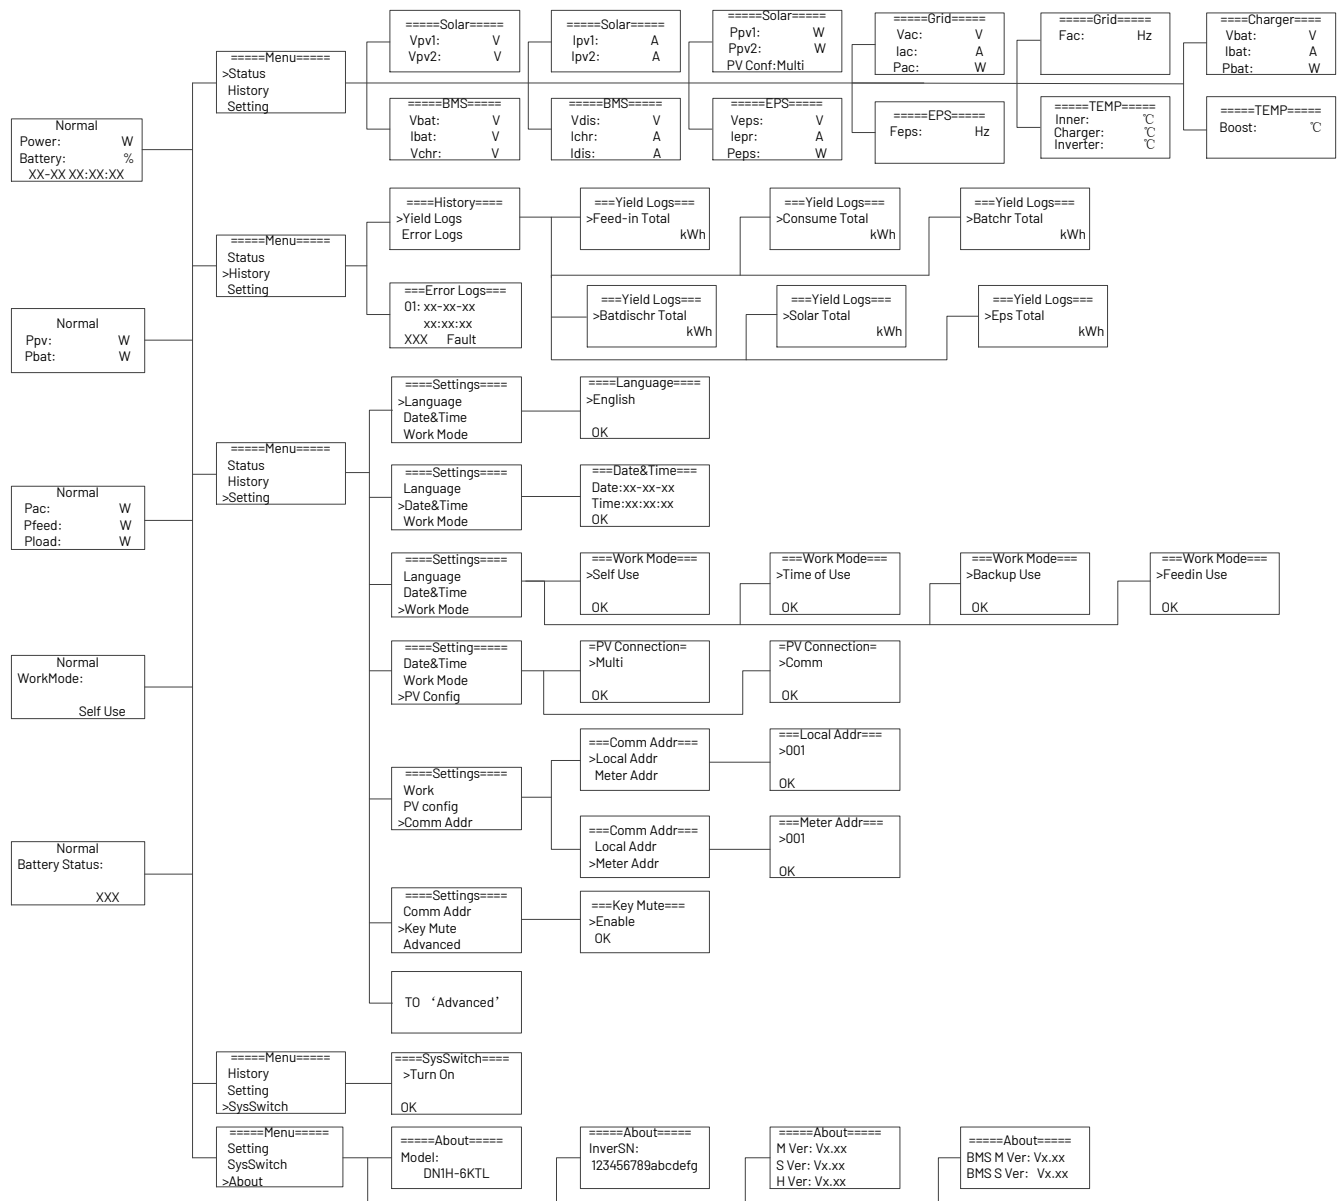 Normal
Power: W
Battery: %
XX-XX XX:XX:XX
Normal
Ppv: W
Pbat: W
Normal
Pac: W
Pfeed: W
Pload: W
Normal
WorkMode:
Self Use
Normal
Battery Status:
XXX
=====Menu=====
>Status
History
Setting
=====Solar=====
Vpv1: V
Vpv2: V
=====Solar=====
Ipv1: A
Ipv2: A
=====Solar=====
Ppv1: W
Ppv2: W
PV Conf:Multi
====Grid=====
Vac: V
Iac: A
Pac: W
====Grid=====
Fac: Hz
====Charger====
Vbat: V
Ibat: A
Pbat: W
=====BMS=====
Vbat: V
Ibat: V
Vchr: V
=====BMS=====
Vdis: V
Ichr: A
Idis: A
=====EPS=====
Veps: V
Iepr: A
Peps: W
=====EPS=====
Feps: Hz
=====TEMP=====
Inner: ℃
Charger: ℃
Inverter: ℃
=====TEMP=====
Boost: ℃
=====Menu=====
Status
>History
Setting
====History====
>Yield Logs
Error Logs
===Yield Logs===
>Feed-in Total
kWh
===Yield Logs===
>Consume Total
kWh
===Yield Logs===
>Batchr Total
kWh
===Error Logs===
01: xx-xx-xx
xx:xx:xx
XXX Fault
===Yield Logs===
>Batdischr Total
kWh
===Yield Logs===
>Solar Total
kWh
===Yield Logs===
>Eps Total
kWh
=====Menu=====
Status
History
>Setting
====Settings====
>Language
Date&Time
Work Mode
====Language====
>English
OK
====Settings====
Language
>Date&Time
Work Mode
===Date&Time===
Date:xx-xx-xx
Time:xx:xx:xx
OK
====Settings====
Language
Date&Time
>Work Mode
===Work Mode===
>Self Use
OK
===Work Mode===
>Time of Use
OK
===Work Mode===
>Backup Use
OK
===Work Mode===
>Feedin Use
OK
====Setting=====
Date&Time
Work Mode
>PV Config
=PV Connection=
>Multi
OK
=PV Connection=
>Comm
OK
====Settings====
Work
PV config
>Comm Addr
===Comm Addr===
>Local Addr
Meter Addr
===Local Addr===
>001
OK
===Comm Addr===
Local Addr
>Meter Addr
===Meter Addr===
>001
OK
====Settings====
Comm Addr
>Key Mute
Advanced
===Key Mute===
>Enable
OK
TO ‘Advanced’
=====Menu=====
History
Setting
>SysSwitch
====SysSwitch====
>Turn On
OK
=====Menu=====
Setting
SysSwitch
>About
=====About=====
Model:
DN1H-6KTL
=====About=====
InverSN:
123456789abcdefg
=====About=====
M Ver: Vx.xx
S Ver: Vx.xx
H Ver: Vx.xx
=====About=====
BMS M Ver: Vx.xx
BMS S Ver: Vx.xx